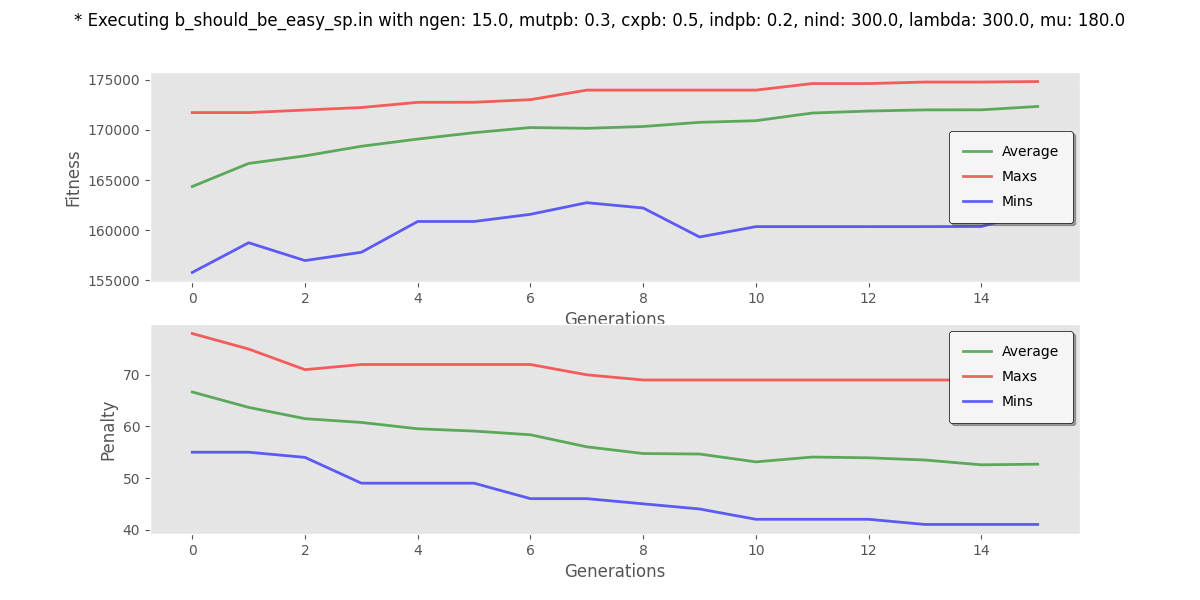 * Executing b_should_be_easy_sp.in with ngen: 15.0, mutpb: 0.3, cxpb: 0.5, indpb: 0.2, nind: 300.0, lambda: 300.0, mu: 180.0
175000
170000
165000
160000
155000
Fitness
Average
Maxs
Mins
0 2 4 6 8 10 12 14
Generations
70
60
50
40
Penalty
Average
Maxs
Mins
0 2 4 6 8 10 12 14
Generations